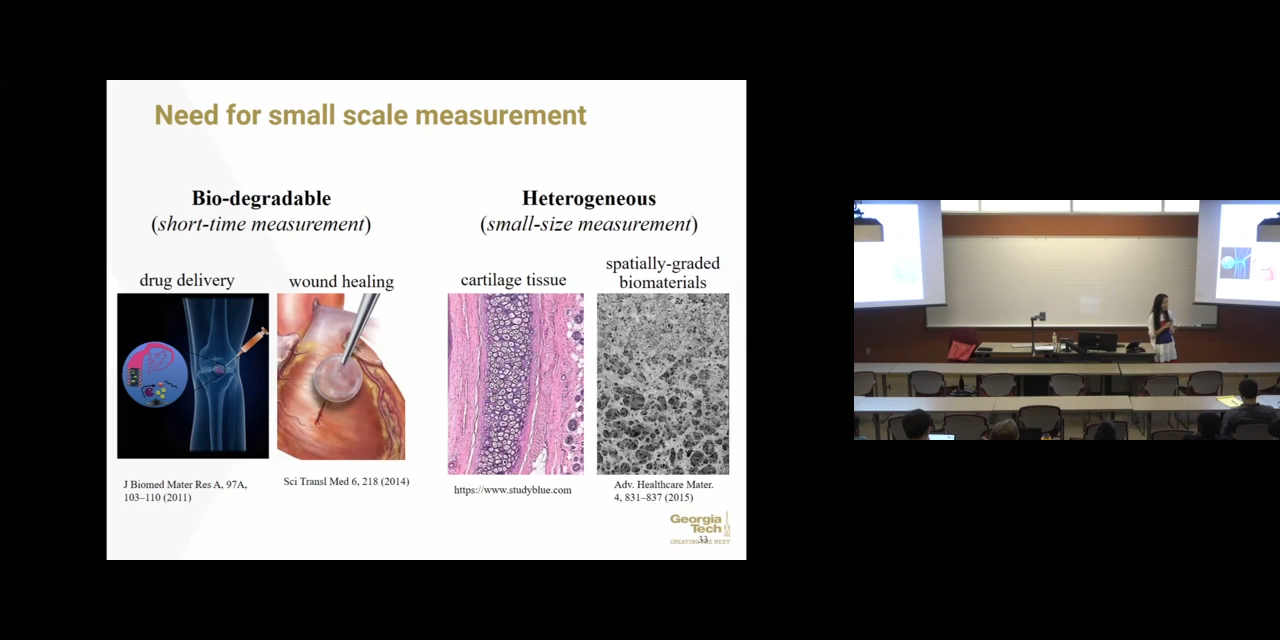 Need for small scale measurement
Bio-degradable
(short-time measurement)
Heterogeneous
(small-size measurement)
drug delivery
wound healing
cartilage tissue
spatially-graded
biomaterials
J Biomed Mater Res A, 97A,
103–110 (2011)
Sci Transl Med 6, 218 (2014)
https://www.studyblue.com
Adv. Healthcare Mater.
4, 831–837 (2015)
Georgia
Tech
CREATING THE NEXT
33